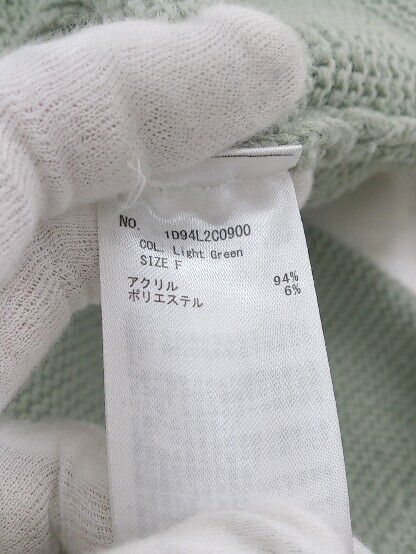 NO. 1D94L2C0900
COL. Light Green
SIZE F
アクリル 94%
ポリエステル 6%